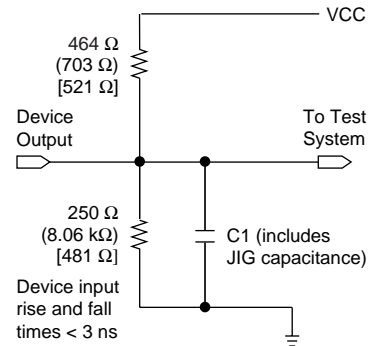 VCC
464 Ω
(703 Ω)
[521 Ω]
Device
Output
To Test
System
250 Ω
(8.06 kΩ)
[481 Ω]
C1 (includes
JIG capacitance)
Device input
rise and fall
times < 3 ns